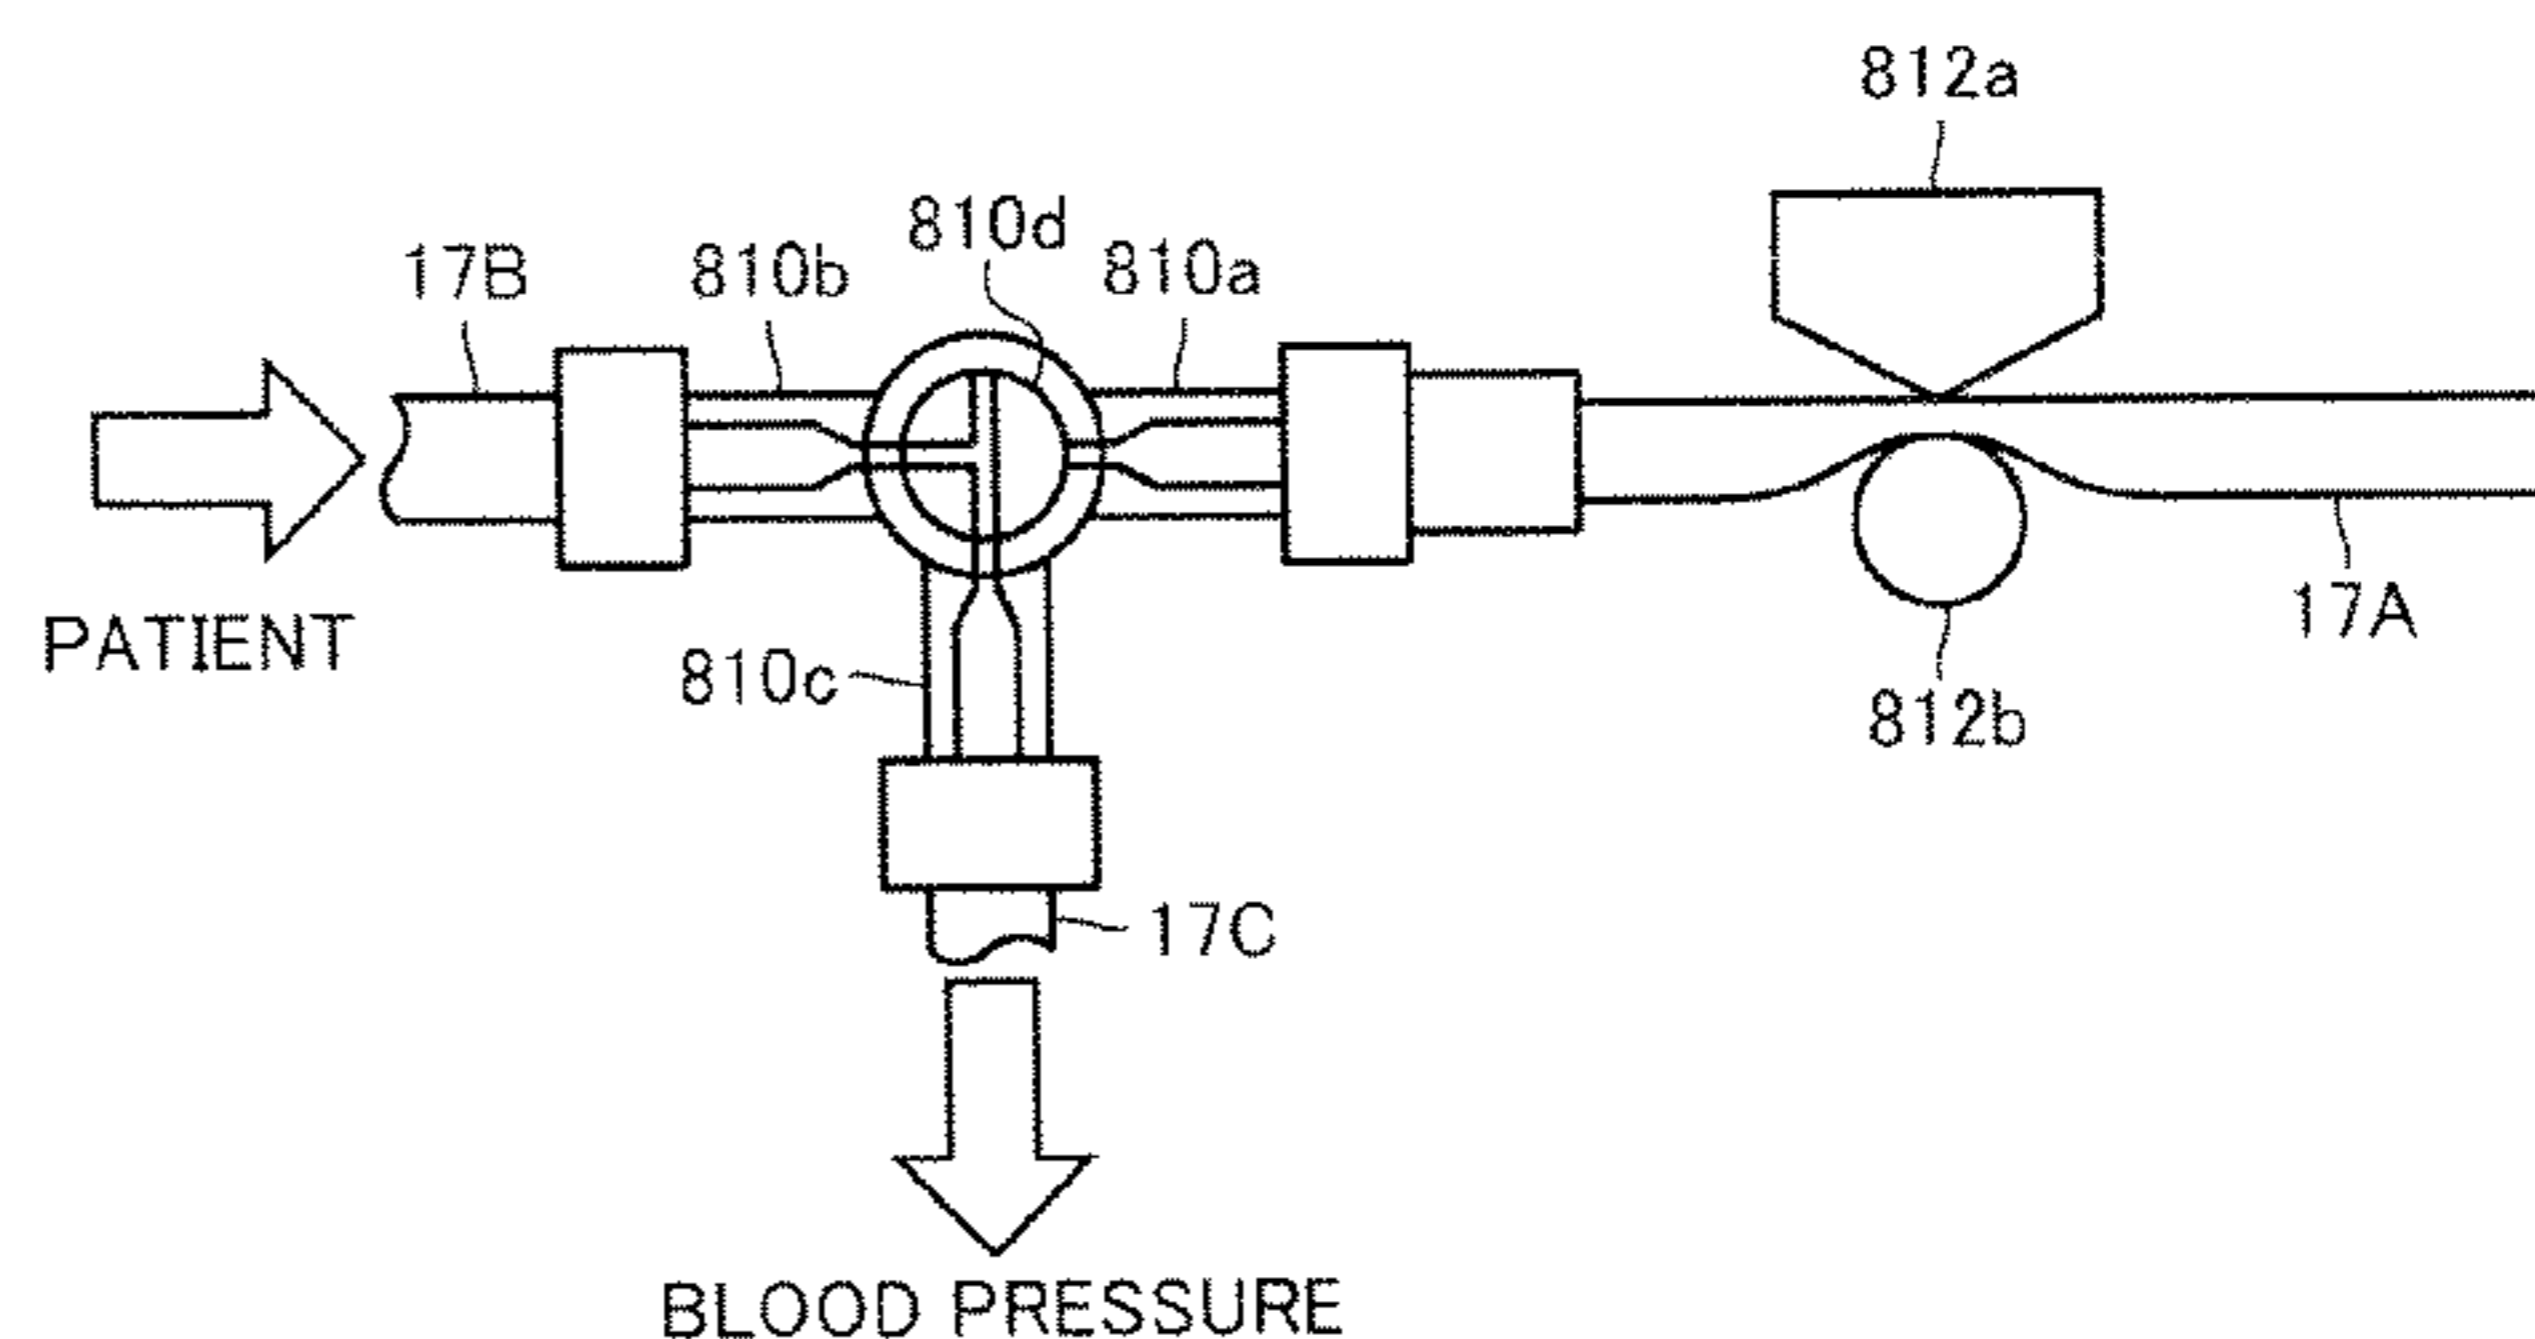 812a
810d
17B
810b
810a
17A
PATIENT
810c
812b
17C
BLOOD PRESSURE